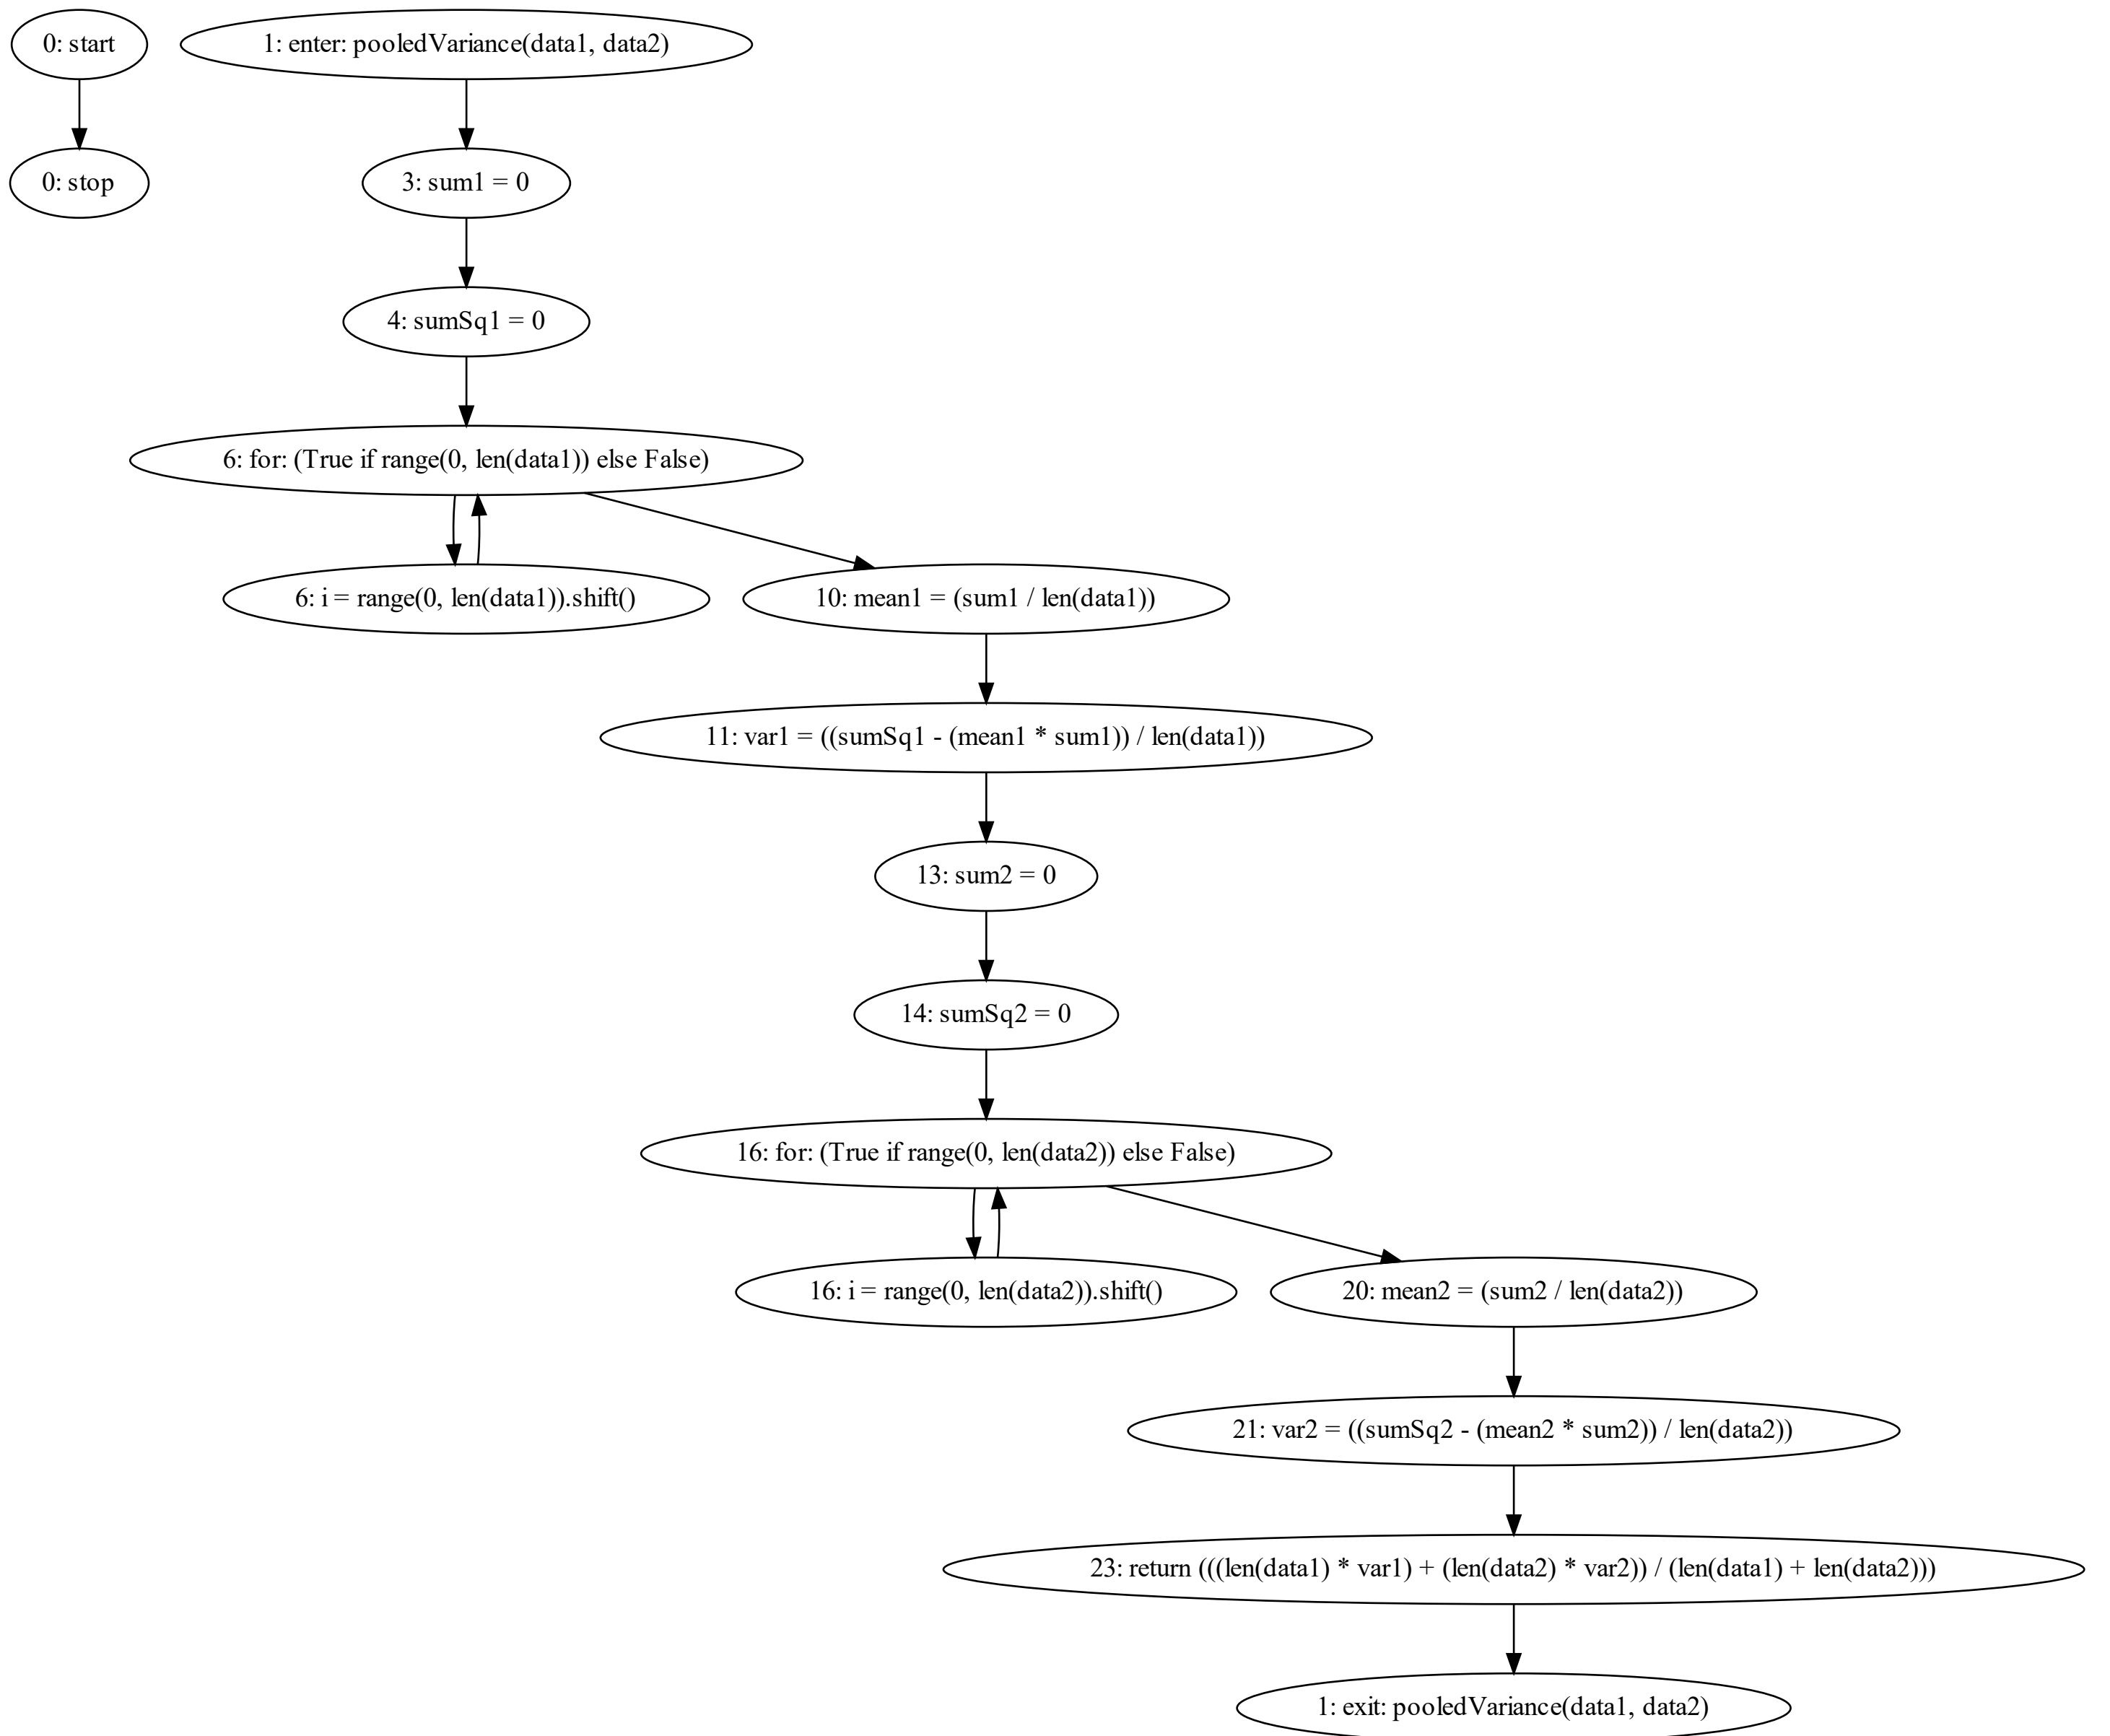 0: start
1: enter: pooledVariance(data1, data2)
0: stop
3: sum1 = 0
4: sumSq1 = 0
6: for: (True if range(0, len(data1)) else False)
6: i = range(0, len(data1)).shift()
10: mean1 = (sum1 / len(data1))
11: var1 = ((sumSq1 - (mean1 * sum1)) / len(data1))
13: sum2 = 0
14: sumSq2 = 0
16: for: (True if range(0, len(data2)) else False)
16: i = range(0, len(data2)).shift()
20: mean2 = (sum2 / len(data2))
21: var2 = ((sumSq2 - (mean2 * sum2)) / len(data2))
23: return (((len(data1) * var1) + (len(data2) * var2)) / (len(data1) + len(data2)))
1: exit: pooledVariance(data1, data2)